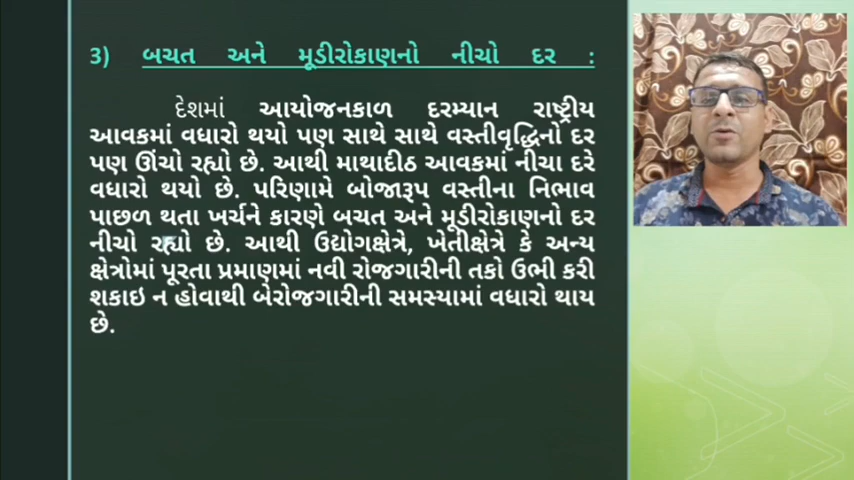 3) બચત અને મૂડીરોકાણનો નીચો દર :
દેશમાં આયોજનકાળ દરમ્યાન રાષ્ટ્રીય
આવકમાં વધારો થયો પણ સાથે સાથે વસ્તીવૃદ્ધિનો દર
પણ ઊંચો રહ્યો છે. આથી માથાદીઠ આવકમાં નીચા દરે
વધારો થયો છે. પરિણામે બોજારૂપ વસ્તીના નિભાવ
પાછળ થતા ખર્ચને કારણે બચત અને મૂડીરોકાણનો દર
નીચો રહ્યો છે. આથી ઉદ્યોગક્ષેત્રે, ખેતીક્ષેત્રે કે અન્ય
ક્ષેત્રોમાં પૂરતા પ્રમાણમાં નવી રોજગારીની તકો ઉભી કરી
શકાઇ ન હોવાથી બેરોજગારીની સમસ્યામાં વધારો થાય
છે.